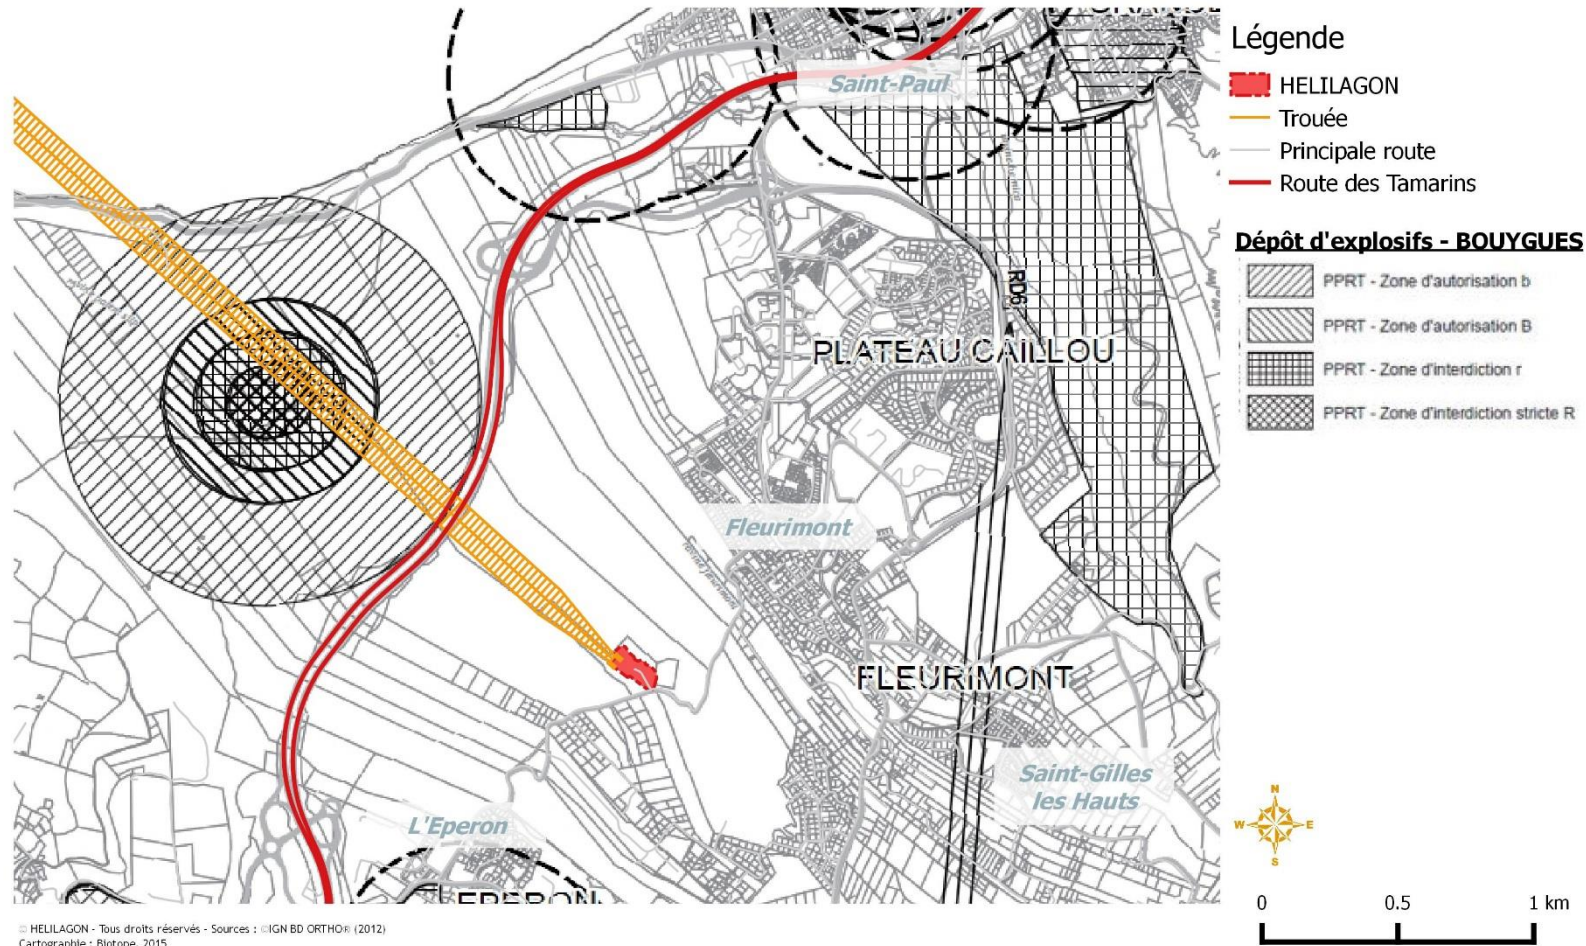 Légende
HELILAGON
Trouée
Principale route
Route des Tamarins
Dépôt d'explosifs - BOUYGUES
PPRT - Zone d'autorisation b
PPRT - Zone d'autorisation B
PPRT - Zone d'interdiction r
PPRT - Zone d'interdiction stricte R
Saint-Paul
RD6
PLATEAU CAILLOU
Fleurimont
FLEURIMONT
Saint-Gilles
les Hauts
L'Eperon
EPERON
N
W
E
S
0
0.5
1 km
© HELILAGON - Tous droits réservés - Sources : ©IGN BD ORTHO® (2012)
Cartographie : Biotope, 2015